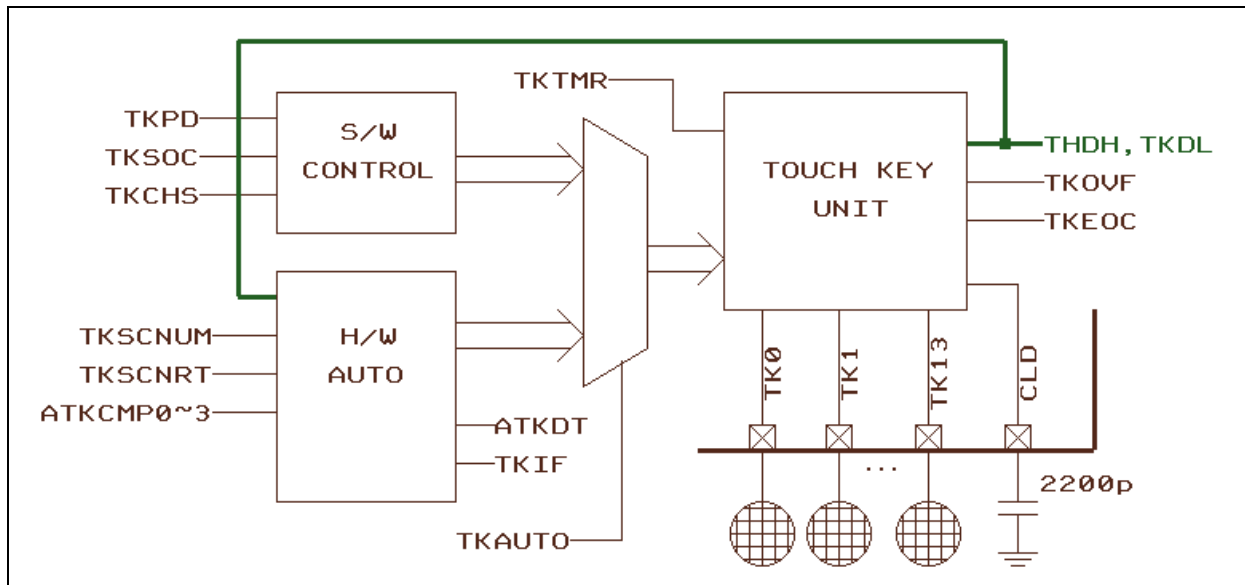 TKTMR
TKPD
TKSOC
TKCHS
S/W
CONTROL
TOUCH KEY
UNIT
THDH, TKDL
TKOVF
TKEOC
TKSCNUM
TKSCNRT
ATKCMP0~3
H/W
AUTO
ATKDT
TKIF
TKAUTO
TK0
TK1
TK13
CLD
...
2200p